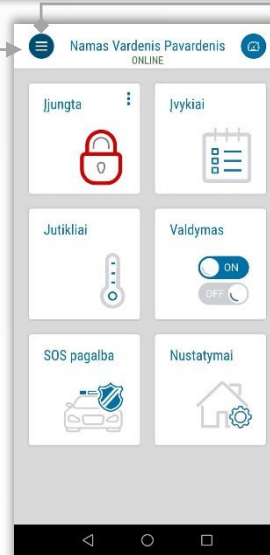 Namas Vardenis Pavardenis
ONLINE
Įjungta
Įvykiai
Jutikliai
Valdymas
ON
OFF
SOS pagalba
Nustatymai